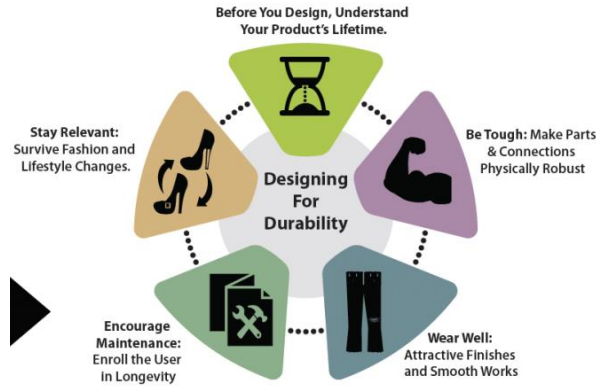 Before You Design, Understand
Your Product's Lifetime.
Be Tough: Make Parts
& Connections
Physically Robust
Wear Well:
Attractive Finishes
and Smooth Works
Encourage
Maintenance:
Enroll the User
in Longevity
Stay Relevant:
Survive Fashion and
Lifestyle Changes.
Designing
For
Durability